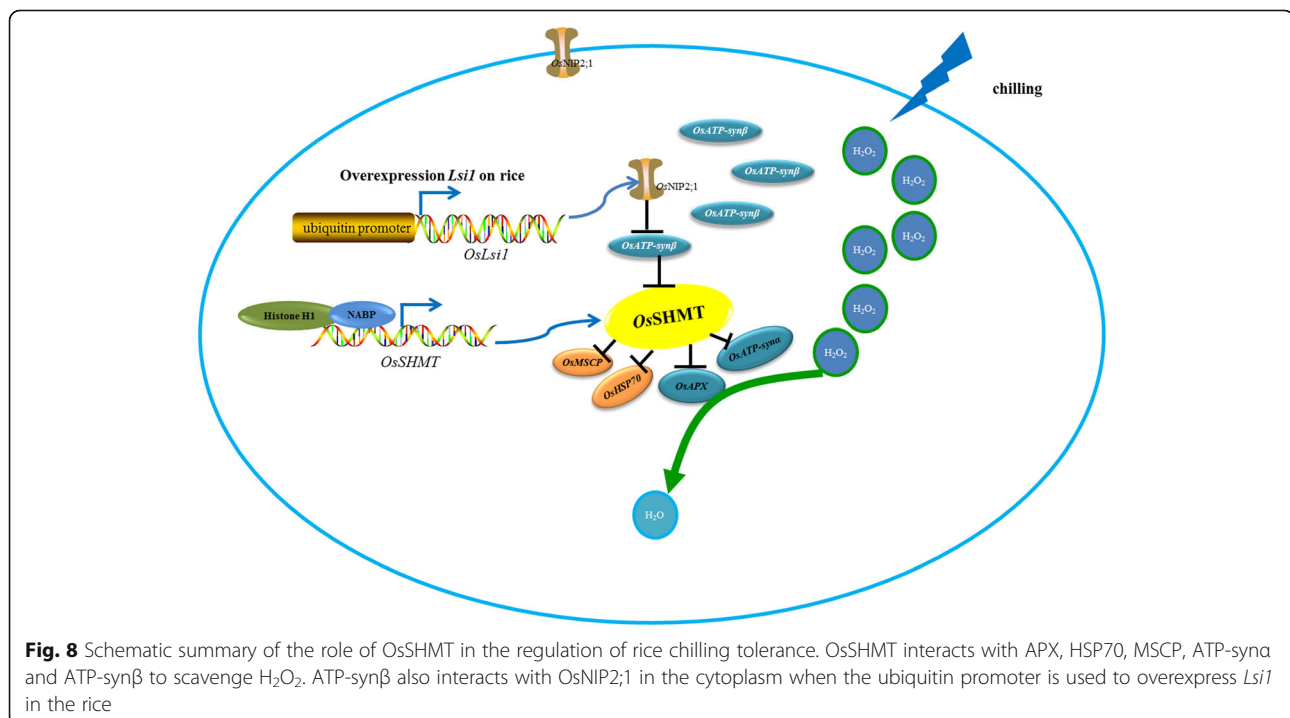 OsNIP2;1
chilling
OsATP-synβ
H₂O₂
H₂O₂
OsATP-synβ
Overexpression Lsi1 on rice
OsNIP2;1
OsATP-synβ
ubiquitin promoter
H₂O₂
H₂O₂
OsATP-synβ
OsLsi1
Histone H1
NABP
OsSHMT
H₂O₂
OsSHMT
OsMSCP
OsHSP70
OsAPX
OsATP-synα
H₂O₂
H₂O
Fig. 8 Schematic summary of the role of OsSHMT in the regulation of rice chilling tolerance. OsSHMT interacts with APX, HSP70, MSCP, ATP-synα
and ATP-synβ to scavenge H₂O₂. ATP-synβ also interacts with OsNIP2;1 in the cytoplasm when the ubiquitin promoter is used to overexpress Lsi1
in the rice